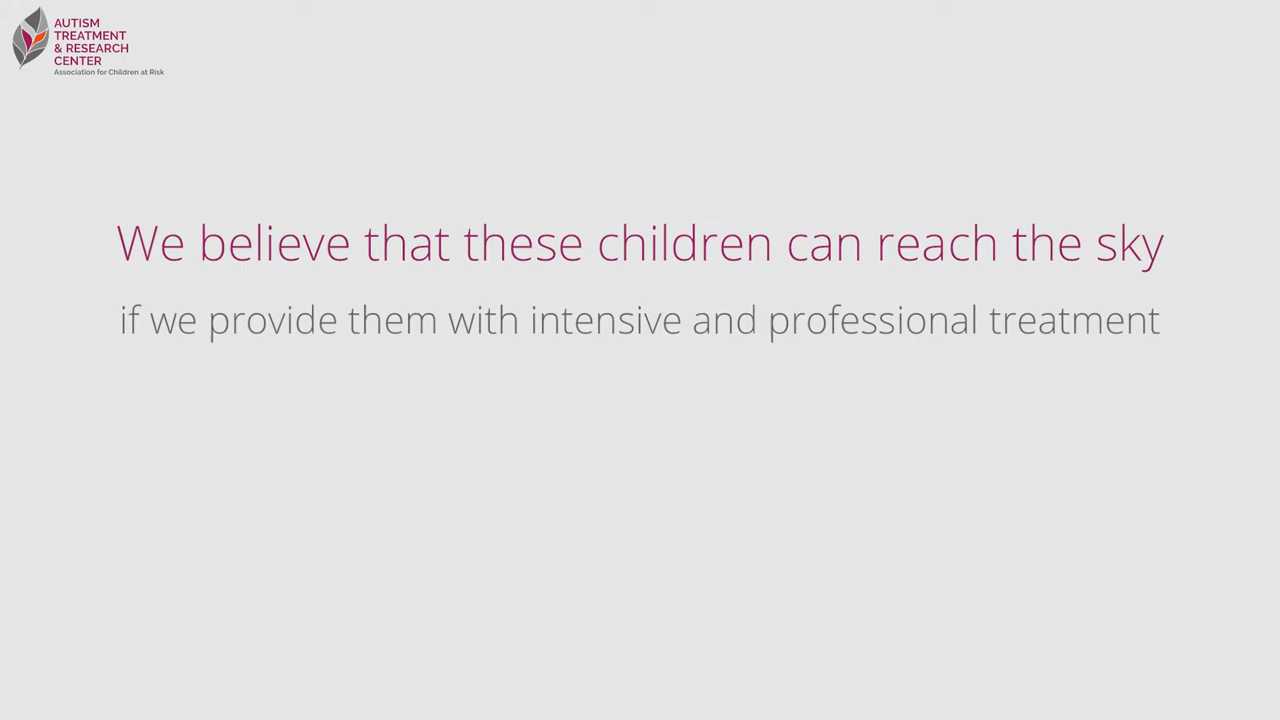 AUTISM
TREATMENT
& RESEARCH
CENTER
Association for Children at Risk
We believe that these children can reach the sky
if we provide them with intensive and professional treatment